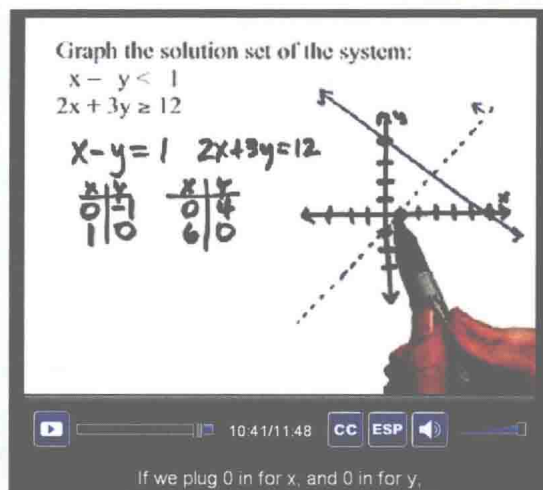 Graph the solution set of the system:
x - y < 1
2x + 3y ≥ 12
x-y=1 2x+3y=12
x y x y
0 -1 0 4
1 0 6 0
y
x
10:41/11:48 CC ESP
If we plug 0 in for x, and 0 in for y,